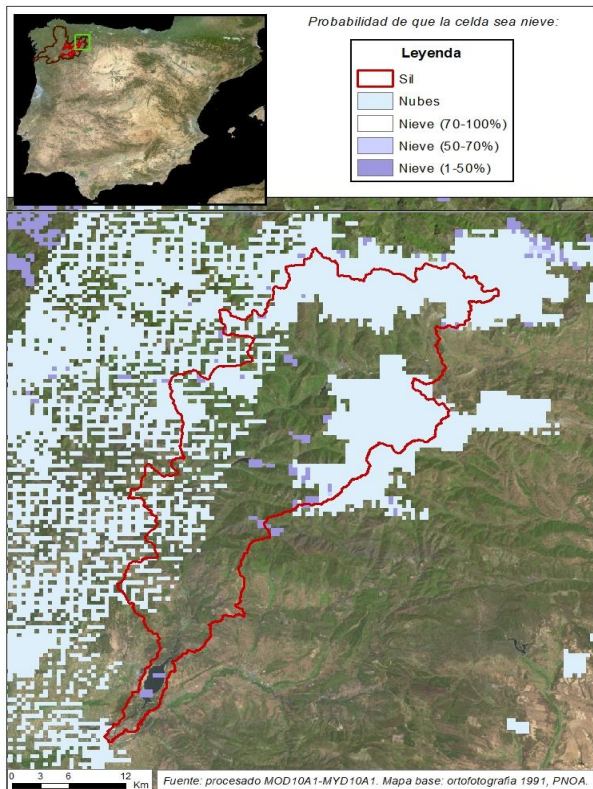 Probabilidad de que la celda sea nieve:
Leyenda
Sil
Nubes
Nieve (70-100%)
Nieve (50-70%)
Nieve (1-50%)
0 3 6 12
Km
Fuente: procesado MOD10A1-MYD10A1. Mapa base: ortofotografia 1991, PNOA.